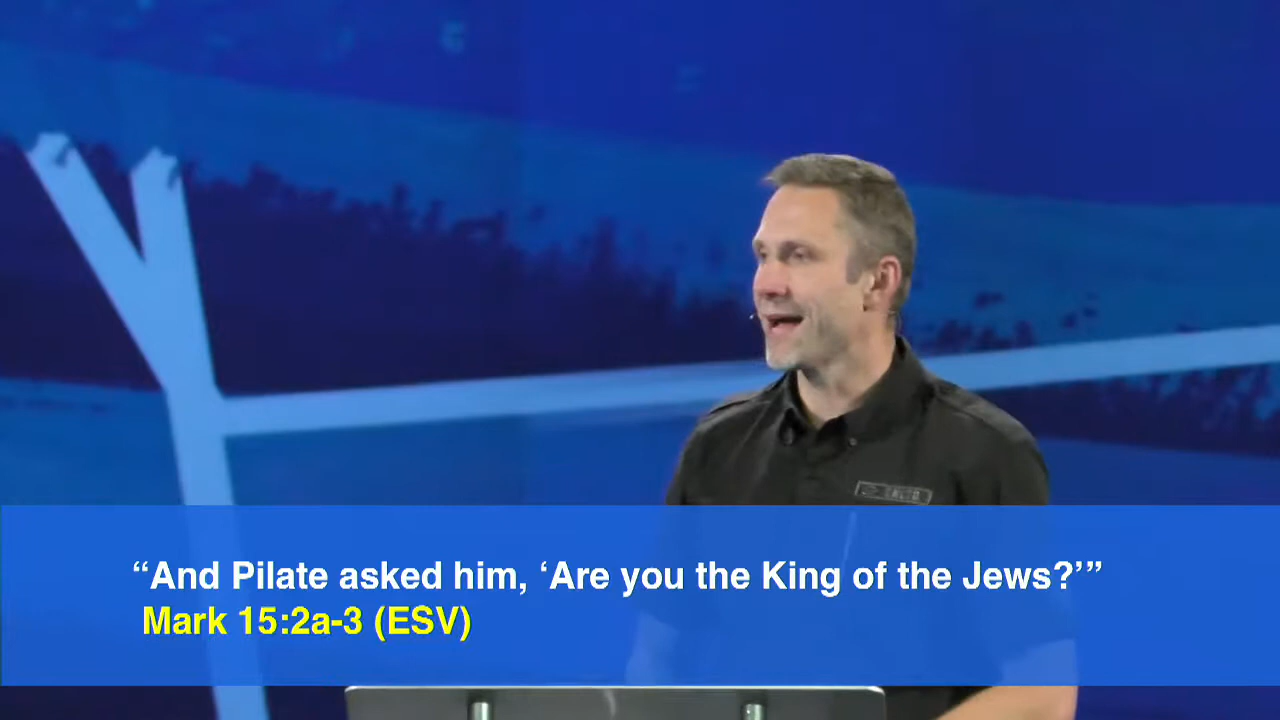 “And Pilate asked him, ‘Are you the King of the Jews?’”
Mark 15:2a-3 (ESV)